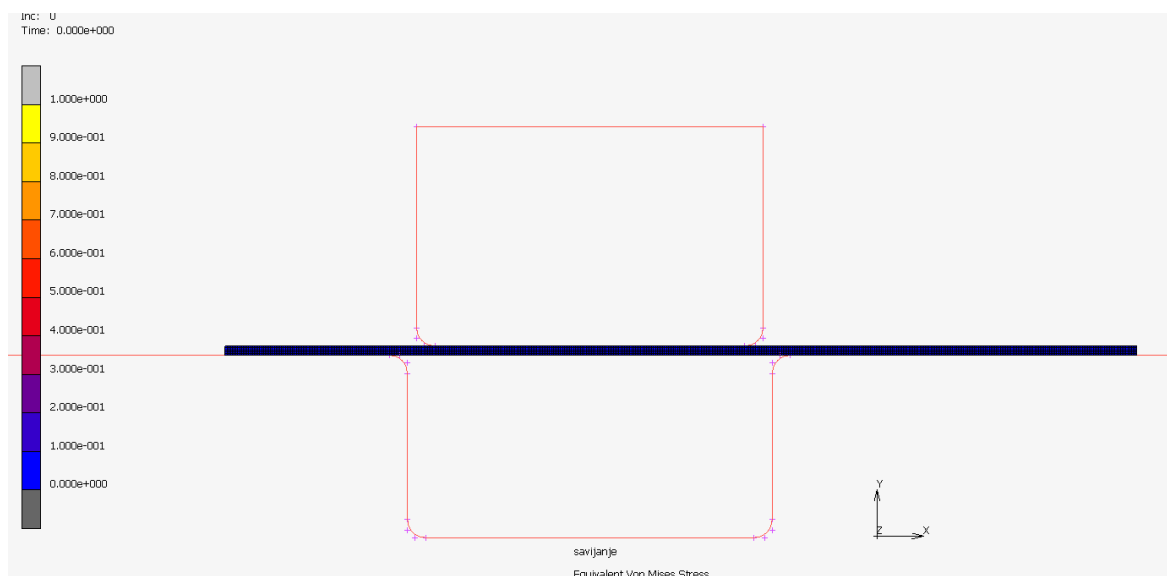 Inc: 0
Time: 0.000e+000
1.000e+000
9.000e-001
8.000e-001
7.000e-001
6.000e-001
5.000e-001
4.000e-001
3.000e-001
2.000e-001
1.000e-001
0.000e+000
Y
Z X
savijanje
Equivalent Von Mises Stress